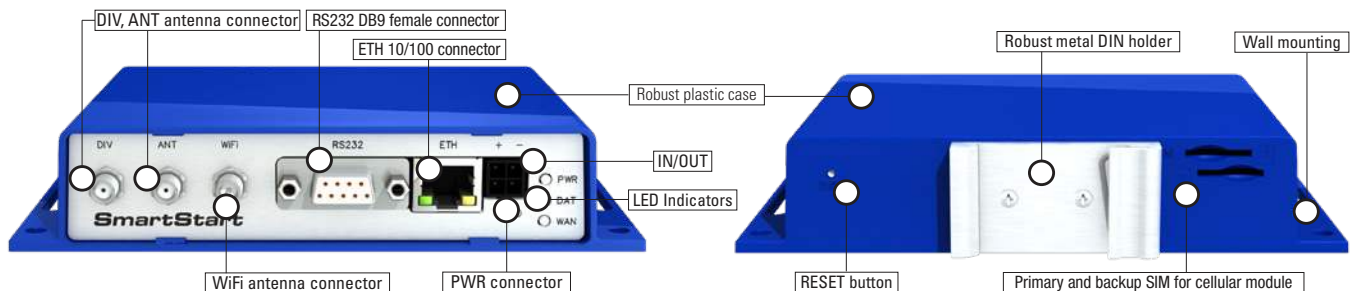 DIV, ANT antenna connector
RS232 DB9 female connector
ETH 10/100 connector
Robust metal DIN holder
Wall mounting
Robust plastic case
DIV
ANT
WiFi
RS232
ETH
+ −
IN/OUT
PWR
DAT
LED Indicators
WAN
SmartStart
WiFi antenna connector
PWR connector
RESET button
Primary and backup SIM for cellular module